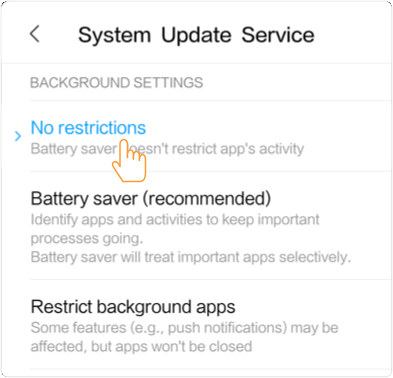 System Update Service
BACKGROUND SETTINGS
No restrictions
Battery saver doesn't restrict app's activity
Battery saver (recommended)
Identify apps and activities to keep important
processes going.
Battery saver will treat important apps selectively.
Restrict background apps
Some features (e.g., push notifications) may be
affected, but apps won't be closed